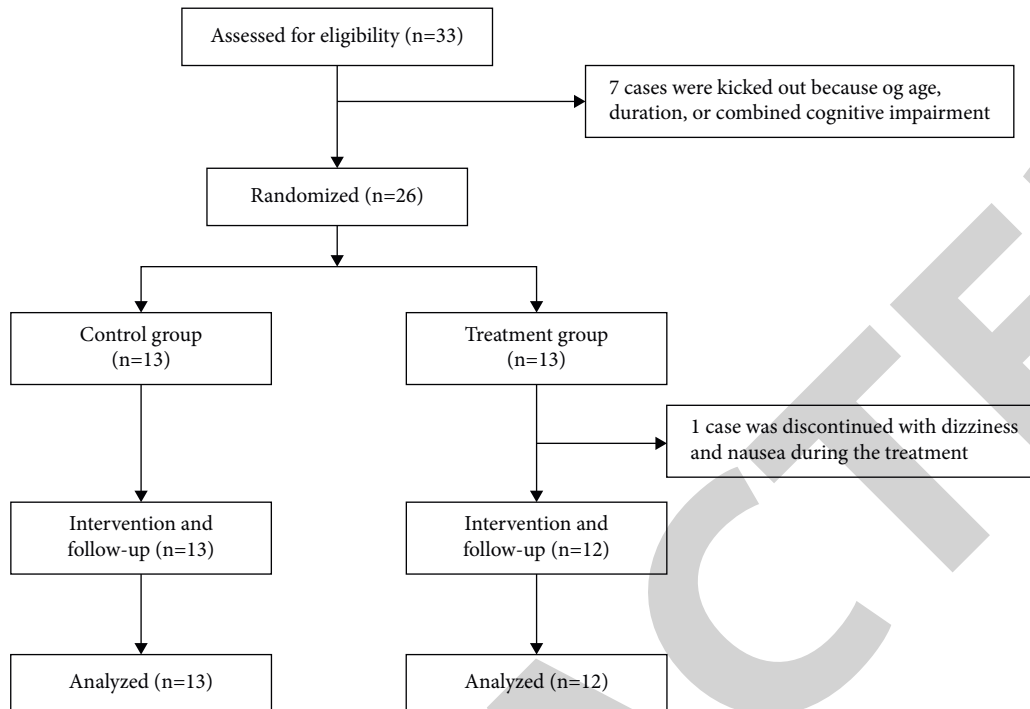 Assessed for eligibility (n=33)
7 cases were kicked out because og age,
duration, or combined cognitive impairment
Randomized (n=26)
Control group
(n=13)
Treatment group
(n=13)
1 case was discontinued with dizziness
and nausea during the treatment
Intervention and
follow-up (n=13)
Intervention and
follow-up (n=12)
Analyzed (n=13)
Analyzed (n=12)